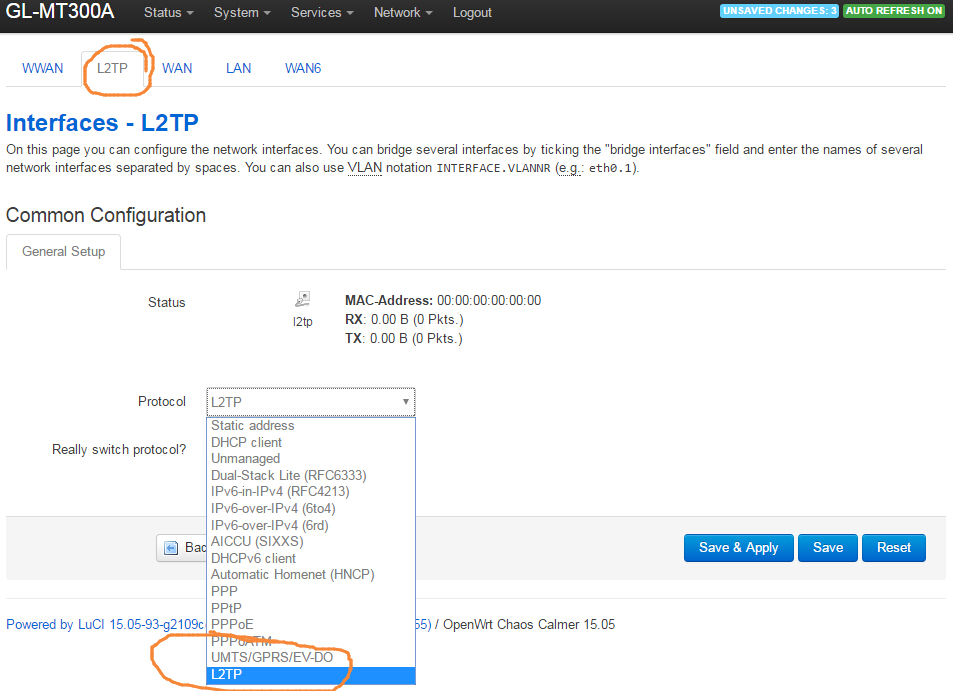 GL-MT300A Status System Services Network Logout UNSAVED CHANGES: 3 AUTO REFRESH ON
WWAN L2TP WAN LAN WAN6
Interfaces - L2TP
On this page you can configure the network interfaces. You can bridge several interfaces by ticking the "bridge interfaces" field and enter the names of several
network interfaces separated by spaces. You can also use VLAN notation INTERFACE.VLANNR (e.g.: eth0.1).
Common Configuration
General Setup
Status
l2tp
MAC-Address: 00:00:00:00:00:00
RX: 0.00 B (0 Pkts.)
TX: 0.00 B (0 Pkts.)
Protocol L2TP
Really switch protocol?
Static address
DHCP client
Unmanaged
Dual-Stack Lite (RFC6333)
IPv6-in-IPv4 (RFC4213)
IPv6-over-IPv4 (6to4)
IPv6-over-IPv4 (6rd)
AICCU (SIXXS)
DHCPv6 client
Automatic Homenet (HNCP)
PPP
PPtP
PPPoE
PPPoATM
UMTS/GPRS/EV-DO
L2TP
Bac Save & Apply Save Reset
Powered by LuCI 15.05-93-g2109c 55) / OpenWrt Chaos Calmer 15.05